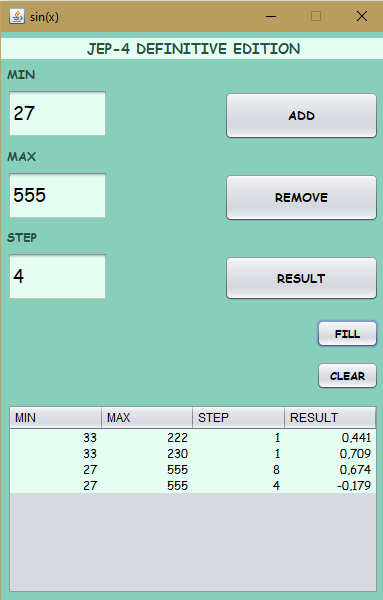 sin(x)
JEP-4 DEFINITIVE EDITION
MIN
27
ADD
MAX
555
REMOVE
STEP
4
RESULT
FILL
CLEAR
MIN MAX STEP RESULT
33 222 1 0,441
33 230 1 0,709
27 555 8 0,674
27 555 4 -0,179